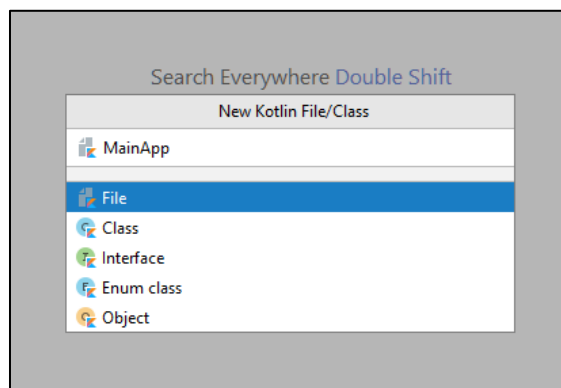 Search Everywhere Double Shift
New Kotlin File/Class
MainApp
File
Class
Interface
Enum class
Object